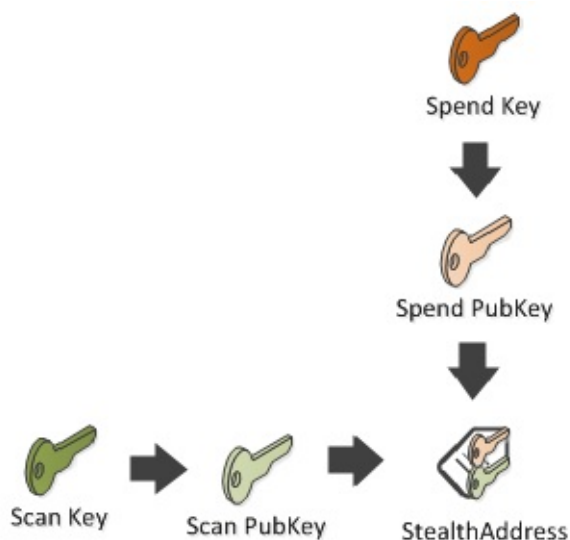 Spend Key
Spend PubKey
Scan Key
Scan PubKey
StealthAddress